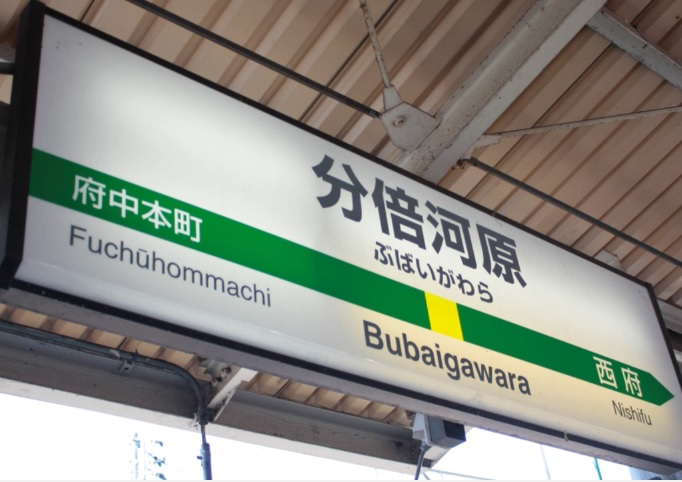 分倍河原
ぶばいがわら
府中本町
Fuchūhommachi
Bubaigawara
西府
Nishifu